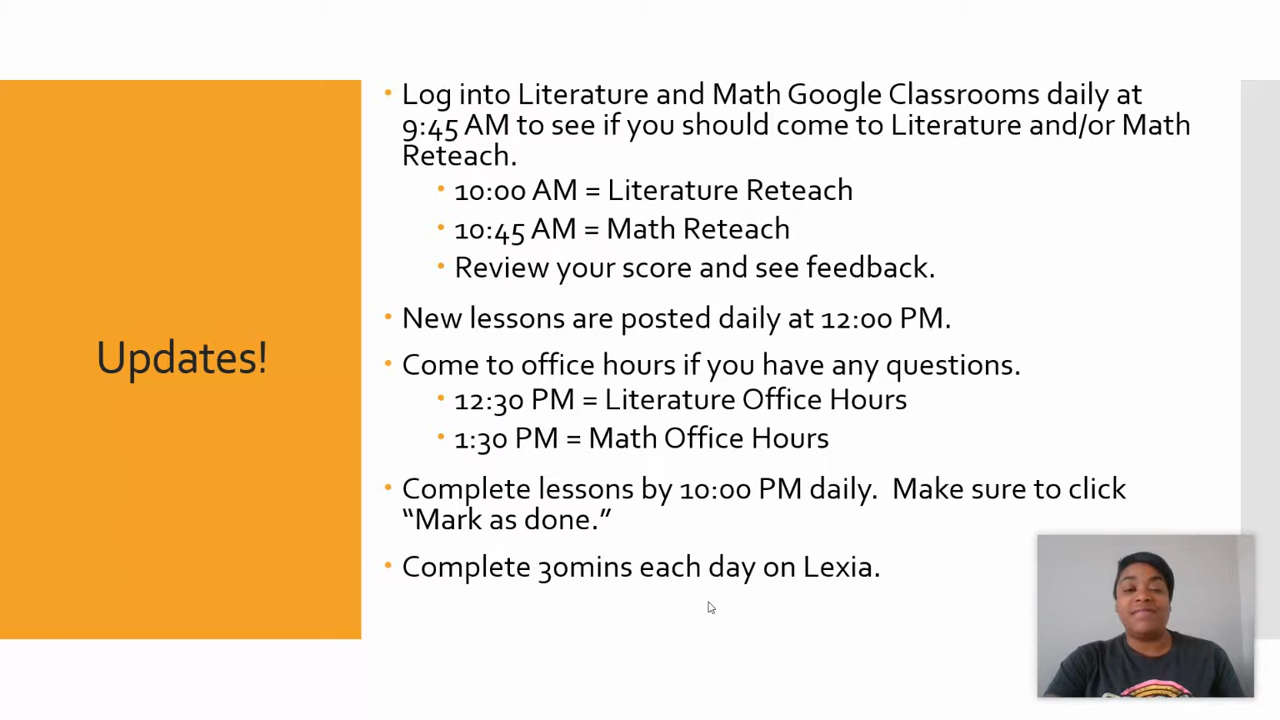 Updates!
Log into Literature and Math Google Classrooms daily at
9:45 AM to see if you should come to Literature and/or Math
Reteach.
10:00 AM = Literature Reteach
10:45 AM = Math Reteach
Review your score and see feedback.
New lessons are posted daily at 12:00 PM.
Come to office hours if you have any questions.
12:30 PM = Literature Office Hours
1:30 PM = Math Office Hours
Complete lessons by 10:00 PM daily.  Make sure to click
“Mark as done.”
Complete 30mins each day on Lexia.